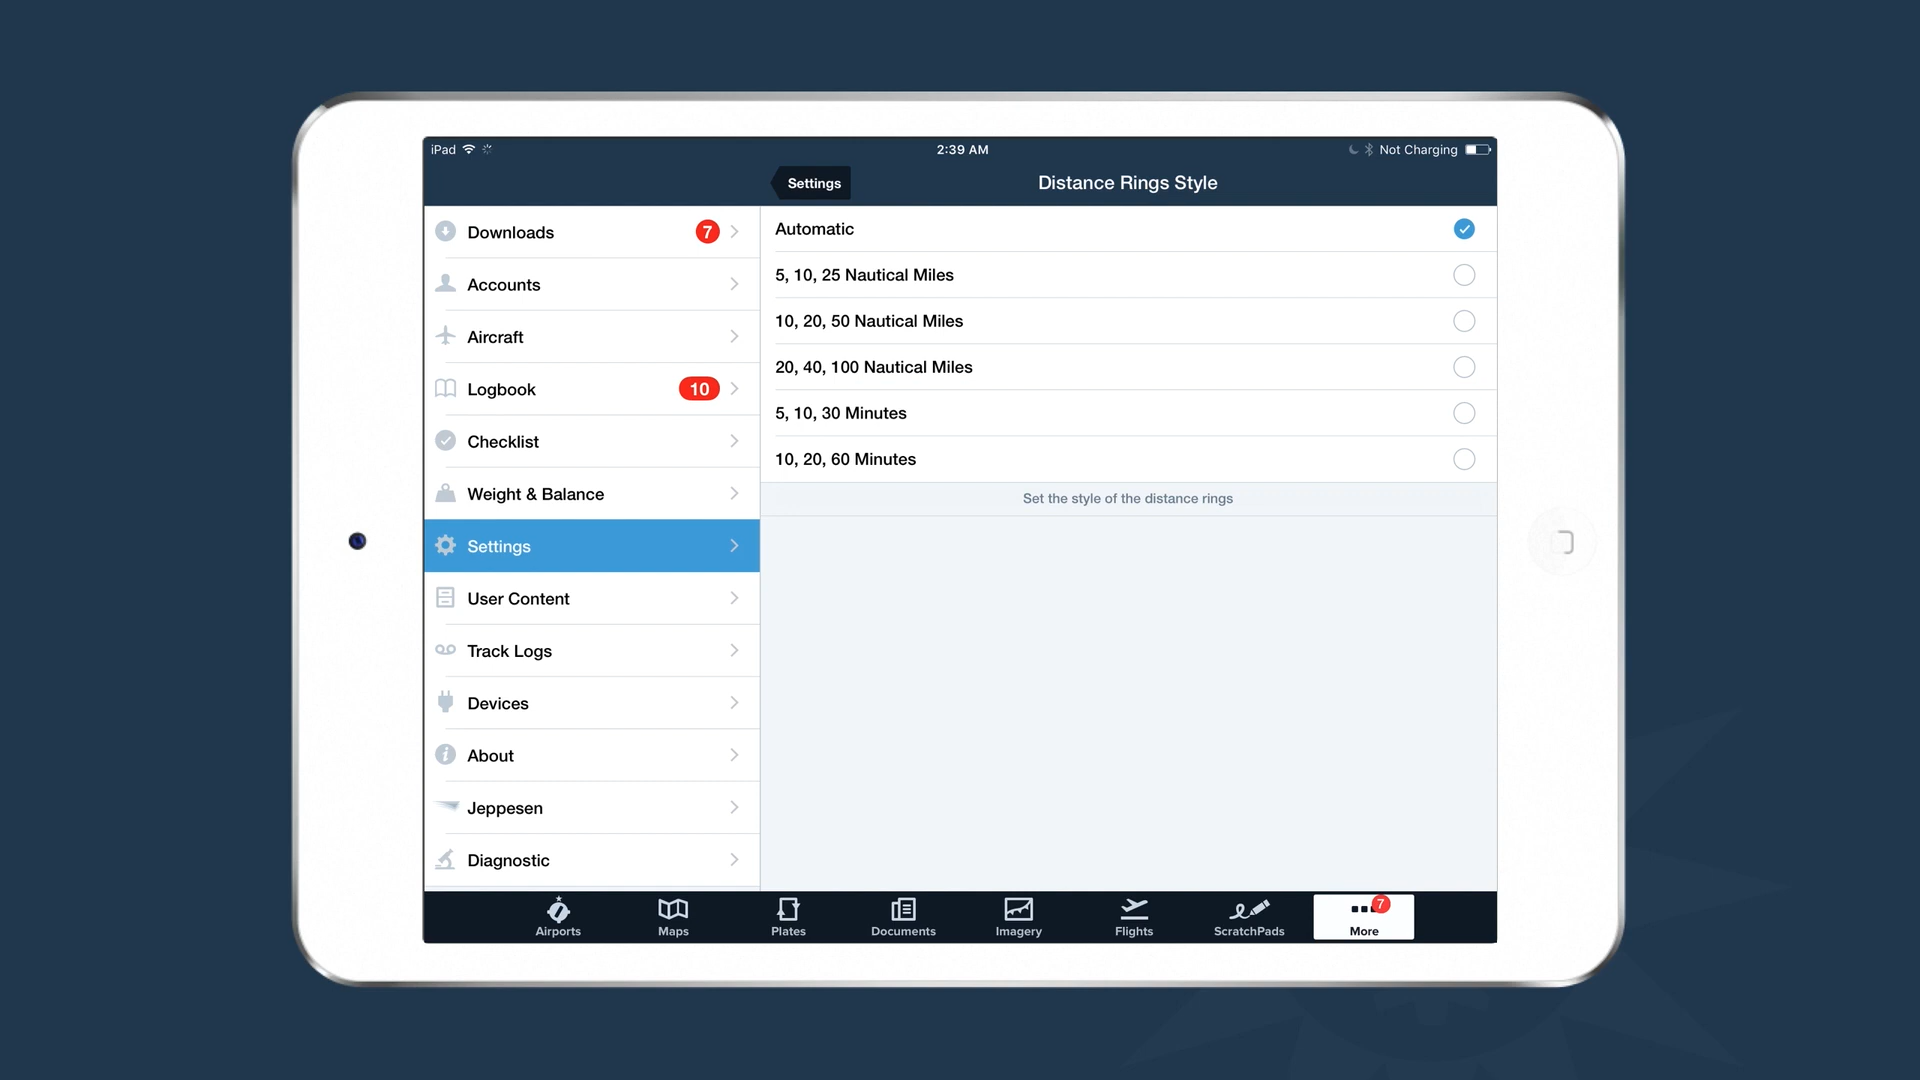 iPad
2:39 AM
Not Charging
Settings
Distance Rings Style
Downloads
7
Accounts
Aircraft
Logbook
10
Checklist
Weight & Balance
Settings
User Content
Track Logs
Devices
About
Jeppesen
Diagnostic
Automatic
5, 10, 25 Nautical Miles
10, 20, 50 Nautical Miles
20, 40, 100 Nautical Miles
5, 10, 30 Minutes
10, 20, 60 Minutes
Set the style of the distance rings
Airports
Maps
Plates
Documents
Imagery
Flights
ScratchPads
7
More